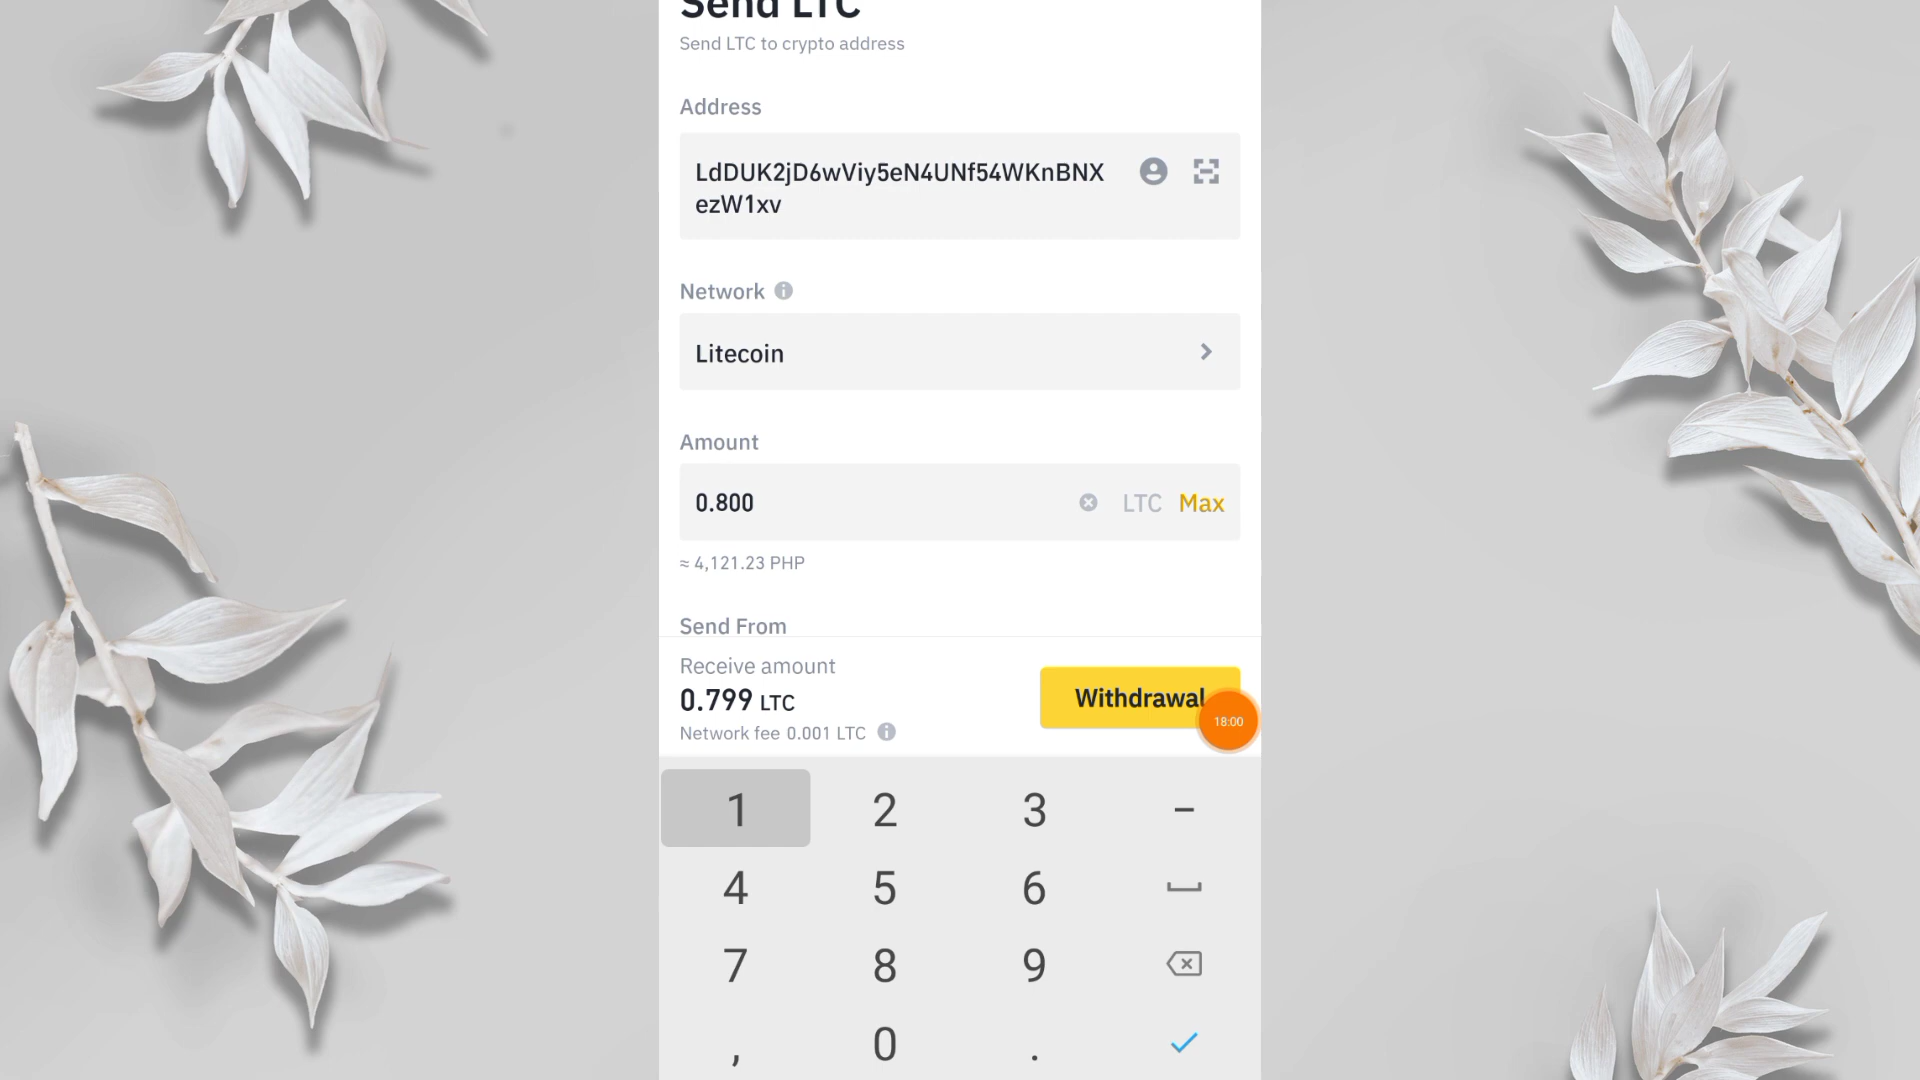 Send LTC
Send LTC to crypto address
Address
LdDUK2jD6wViy5eN4UNf54WKnBNX
ezW1xv
Network
Litecoin
Amount
0.800 LTC Max
≈ 4,121.23 PHP
Send From
Receive amount
0.799 LTC
Network fee 0.001 LTC
Withdrawal
18:00
1 2 3 –
4 5 6
7 8 9
, 0 .